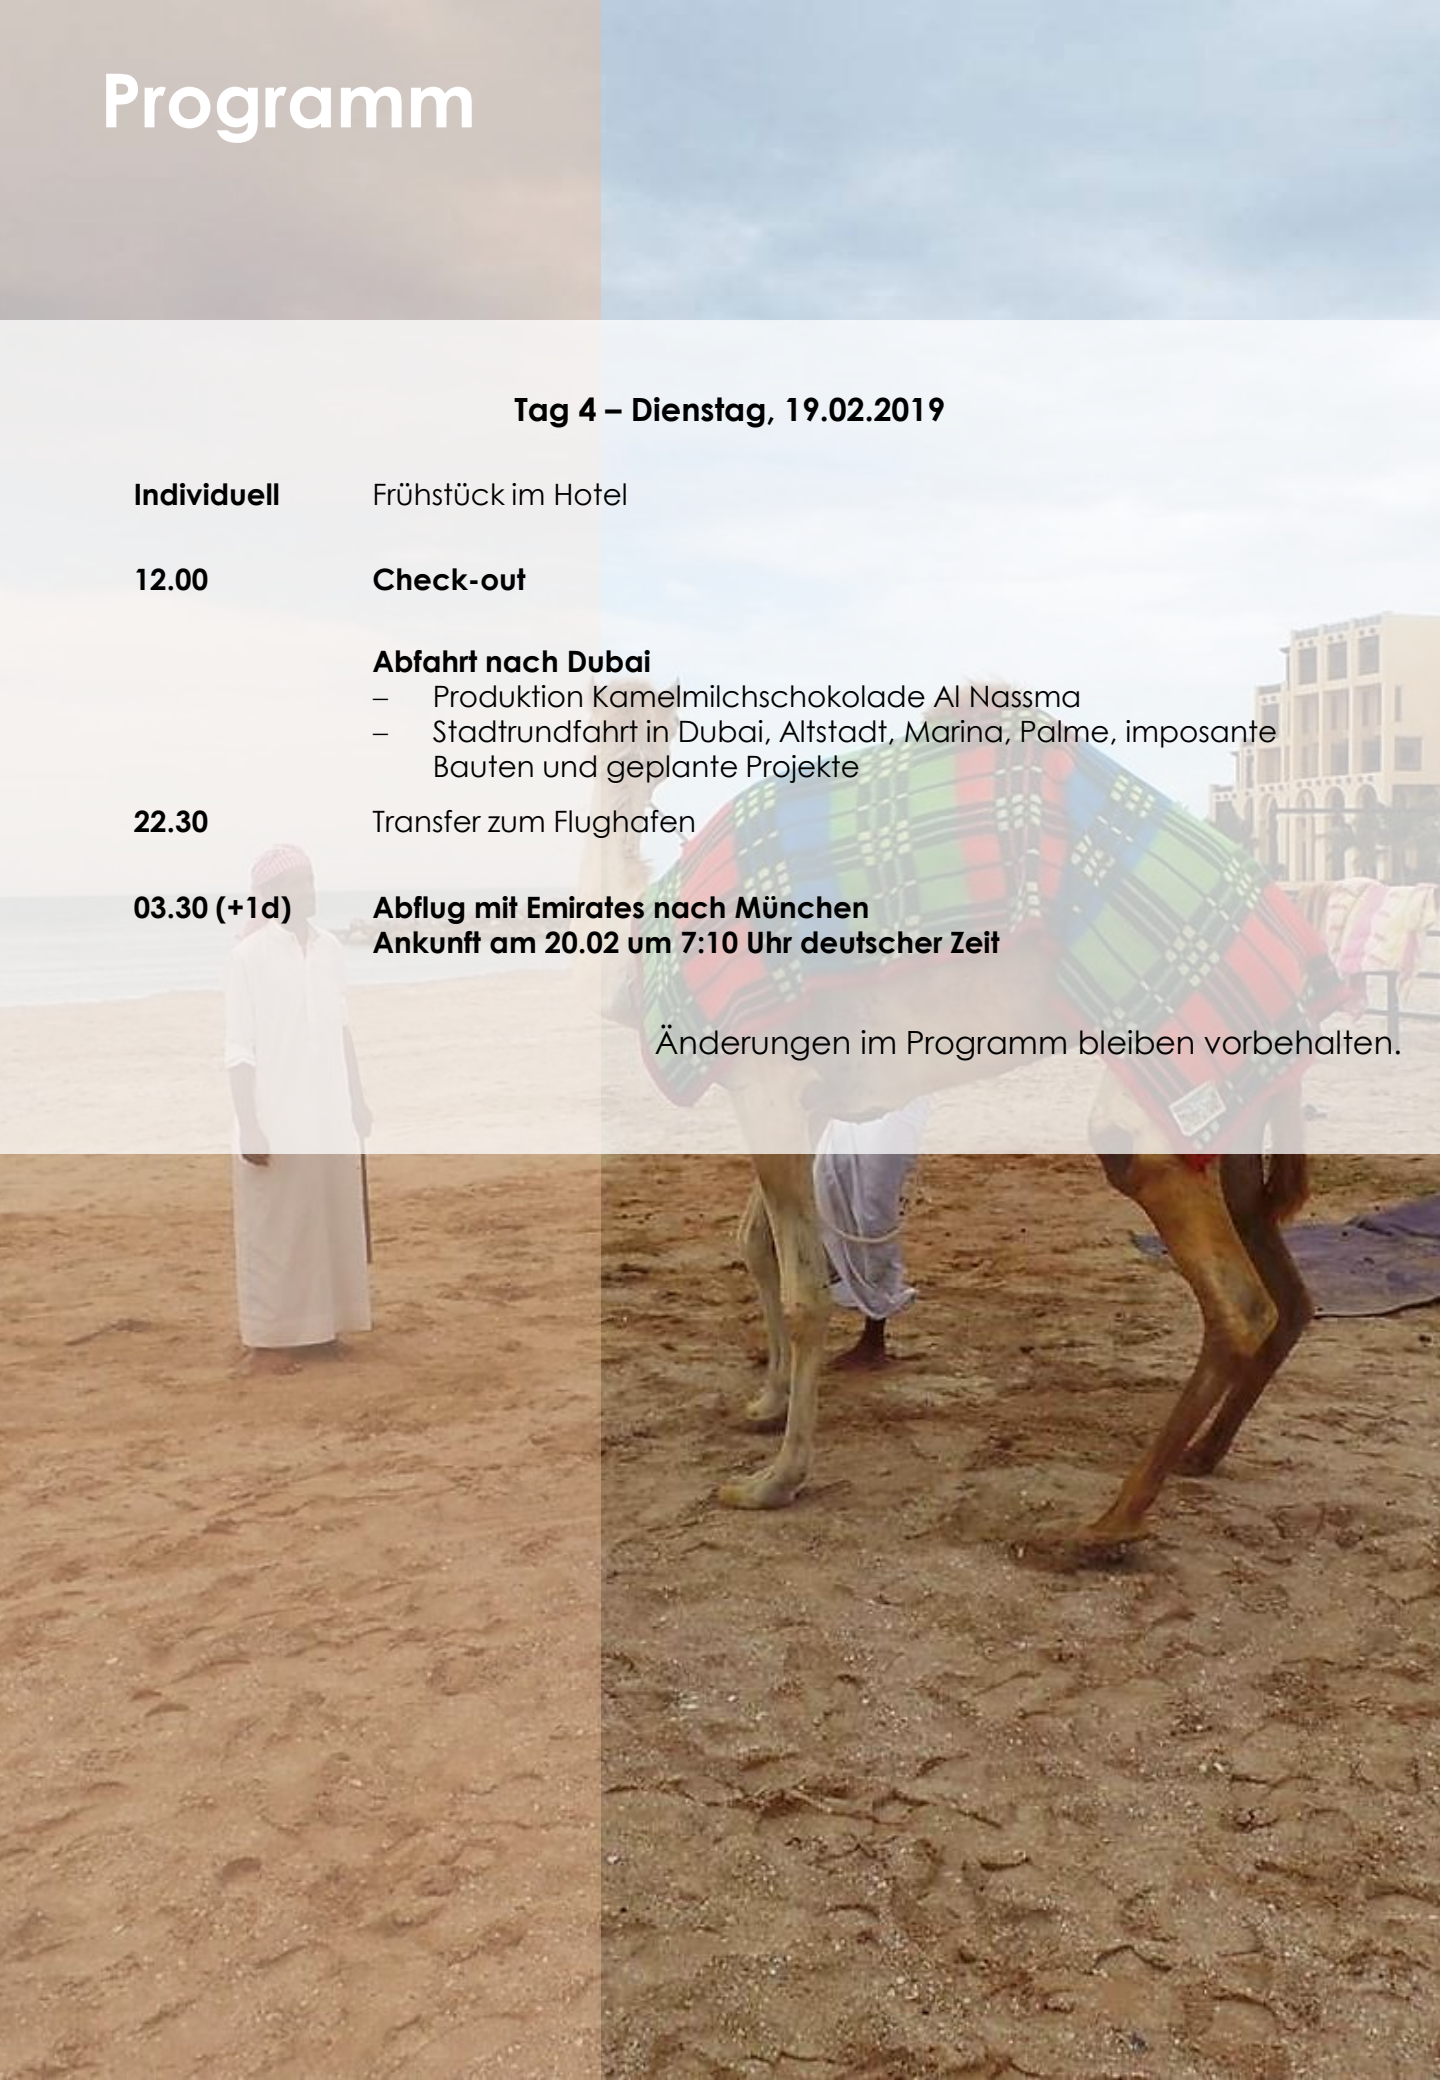 Programm
Tag 4 – Dienstag, 19.02.2019
Individuell Frühstück im Hotel
12.00 Check-out
Abfahrt nach Dubai
– Produktion Kamelmilchschokolade Al Nassma
– Stadtrundfahrt in Dubai, Altstadt, Marina, Palme, imposante
Bauten und geplante Projekte
22.30 Transfer zum Flughafen
03.30 (+1d) Abflug mit Emirates nach München
Ankunft am 20.02 um 7:10 Uhr deutscher Zeit
Änderungen im Programm bleiben vorbehalten.